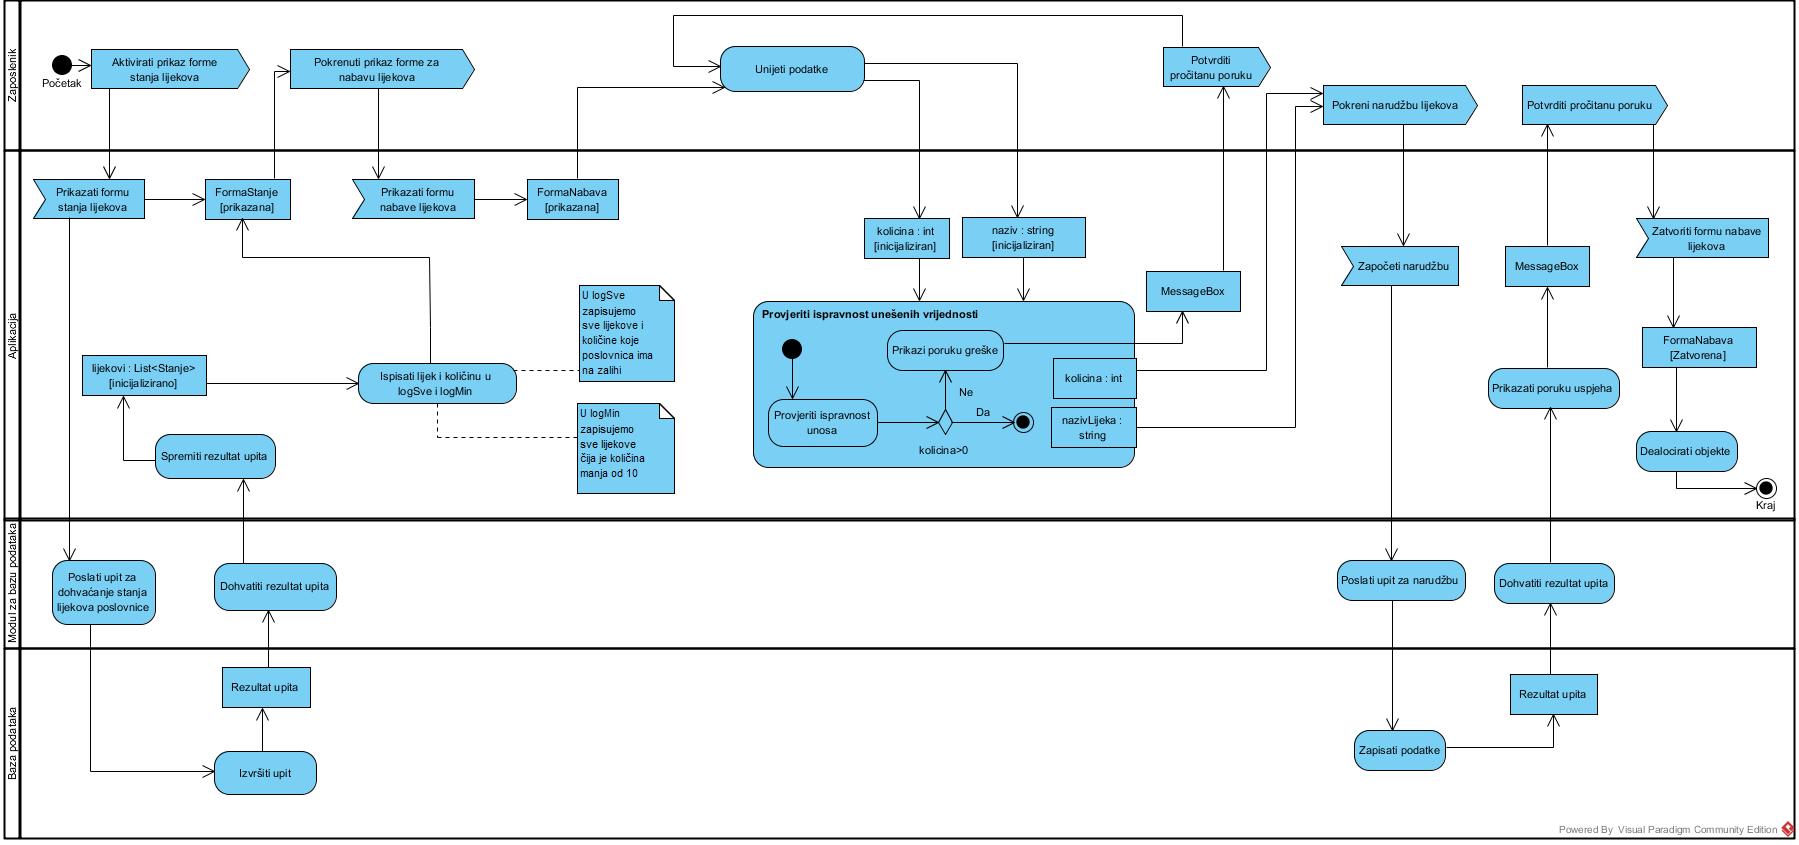 Zaposlenik
Početak
Aktivirati prikaz forme
stanja lijekova
Pokrenuti prikaz forme za
nabavu lijekova
Unijeti podatke
Potvrditi
pročitanu poruku
Pokreni narudžbu lijekova
Potvrditi pročitanu poruku
Aplikacija
Prikazati formu
stanja lijekova
FormaStanje
[prikazana]
Prikazati formu
nabave lijekova
FormaNabava
[prikazana]
kolicina : int
[inicijaliziran]
naziv : string
[inicijaliziran]
MessageBox
Započeti narudžbu
MessageBox
Zatvoriti formu nabave
lijekova
U logSve
zapisujemo
sve lijekove i
količine koje
poslovnica ima
na zalihi
Provjeriti ispravnost unešenih vrijednosti
Prikazi poruku greške
kolicina : int
Ne
Da
Provjeriti ispravnost
unosa
nazivLijeka :
string
kolicina>0
FormaNabava
[Zatvorena]
lijekovi : List<Stanje>
[inicijalizirano]
Ispisati lijek i količinu u
logSve i logMin
Prikazati poruku uspjeha
U logMin
zapisujemo
sve lijekove
čija je količina
manja od 10
Spremiti rezultat upita
Dealocirati objekte
Kraj
Modul za bazu podataka
Poslati upit za
dohvaćanje stanja
lijekova poslovnice
Dohvatiti rezultat upita
Poslati upit za narudžbu
Dohvatiti rezultat upita
Baza podataka
Rezultat upita
Izvršiti upit
Rezultat upita
Zapisati podatke
Powered By Visual Paradigm Community Edition